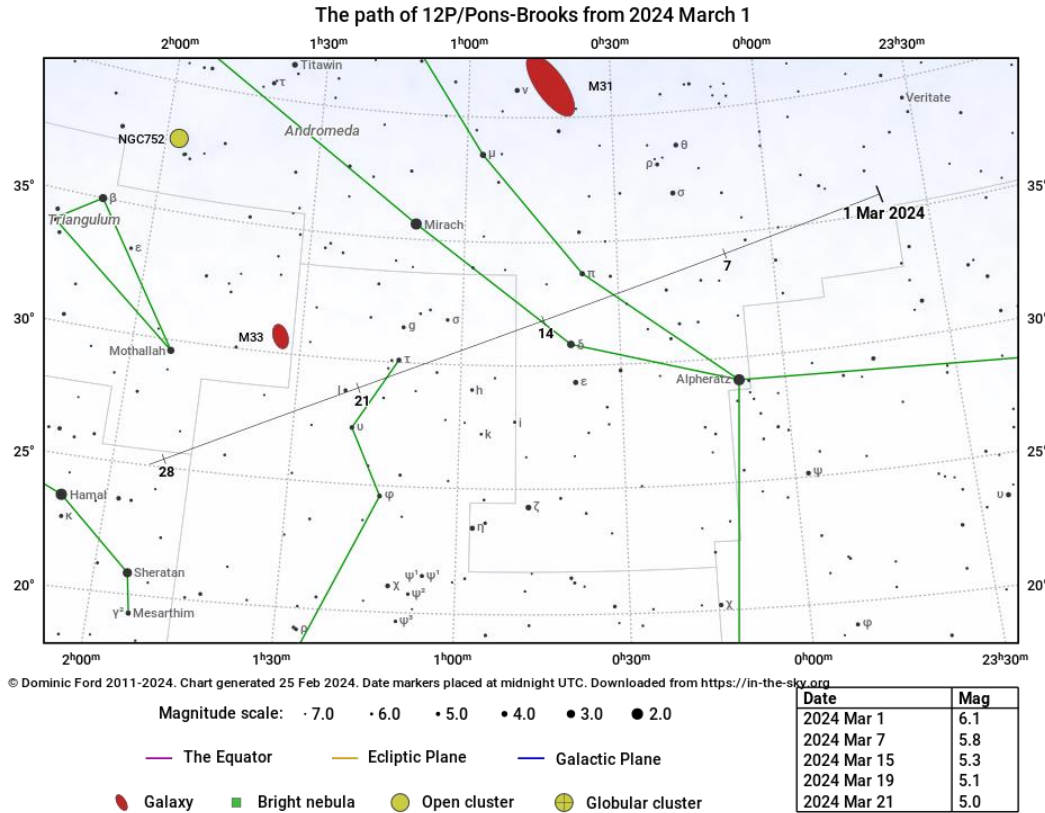 The path of 12P/Pons-Brooks from 2024 March 1
2h00m 1h30m 1h00m 0h30m 0h00m 23h30m
Titawin
τ
ν
M31
Veritate
Andromeda
NGC752
μ
θ
ρ
35°
β
σ
35°
1 Mar 2024
Triangulum
Mirach
ε
7
π
30°
g
σ
30°
M33
14
δ
Mothallah
τ
Alpheratz
l
h
ε
21
i
υ
k
25°
25°
28
ψ
Hamal
φ
υ
κ
ζ
η
Sheratan
20°
χ
ψ1 ψ1
20°
ψ2
γ2 Mesarthim
χ
ψ3
ρ
φ
2h00m 1h30m 1h00m 0h30m 0h00m 23h30m
© Dominic Ford 2011-2024. Chart generated 25 Feb 2024. Date markers placed at midnight UTC. Downloaded from https://in-the-sky.org
Magnitude scale: 7.0 6.0 5.0 4.0 3.0 2.0
The Equator Ecliptic Plane Galactic Plane
Galaxy Bright nebula Open cluster Globular cluster
Date Mag
2024 Mar 1 6.1
2024 Mar 7 5.8
2024 Mar 15 5.3
2024 Mar 19 5.1
2024 Mar 21 5.0